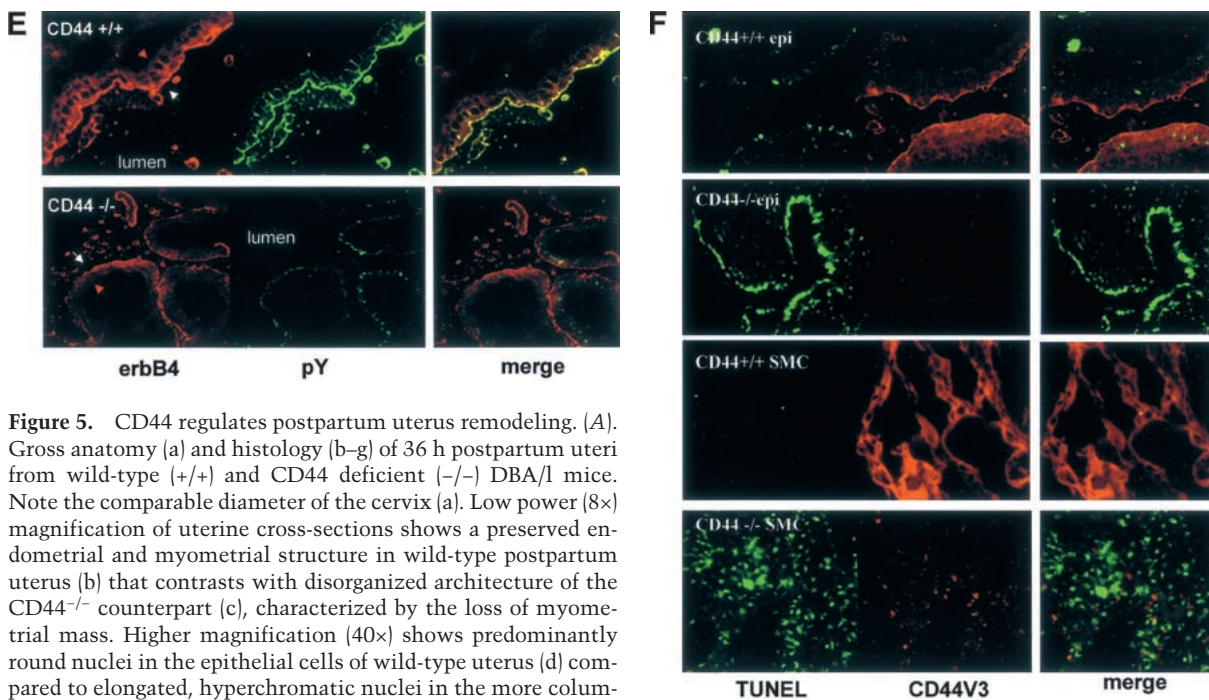 E
CD44 +/+
lumen
CD44 -/-
lumen
erbB4 pY merge
Figure 5. CD44 regulates postpartum uterus remodeling. (A).
Gross anatomy (a) and histology (b–g) of 36 h postpartum uteri
from wild-type (+/+) and CD44 deficient (−/−) DBA/l mice.
Note the comparable diameter of the cervix (a). Low power (8×)
magnification of uterine cross-sections shows a preserved en-
dometrial and myometrial structure in wild-type postpartum
uterus (b) that contrasts with disorganized architecture of the
CD44−/− counterpart (c), characterized by the loss of myome-
trial mass. Higher magnification (40×) shows predominantly
round nuclei in the epithelial cells of wild-type uterus (d) com-
pared to elongated, hyperchromatic nuclei in the more colum-
F
CD44+/+ epi
CD44-/-epi
CD44+/+ SMC
CD44 -/- SMC
TUNEL CD44V3 merge